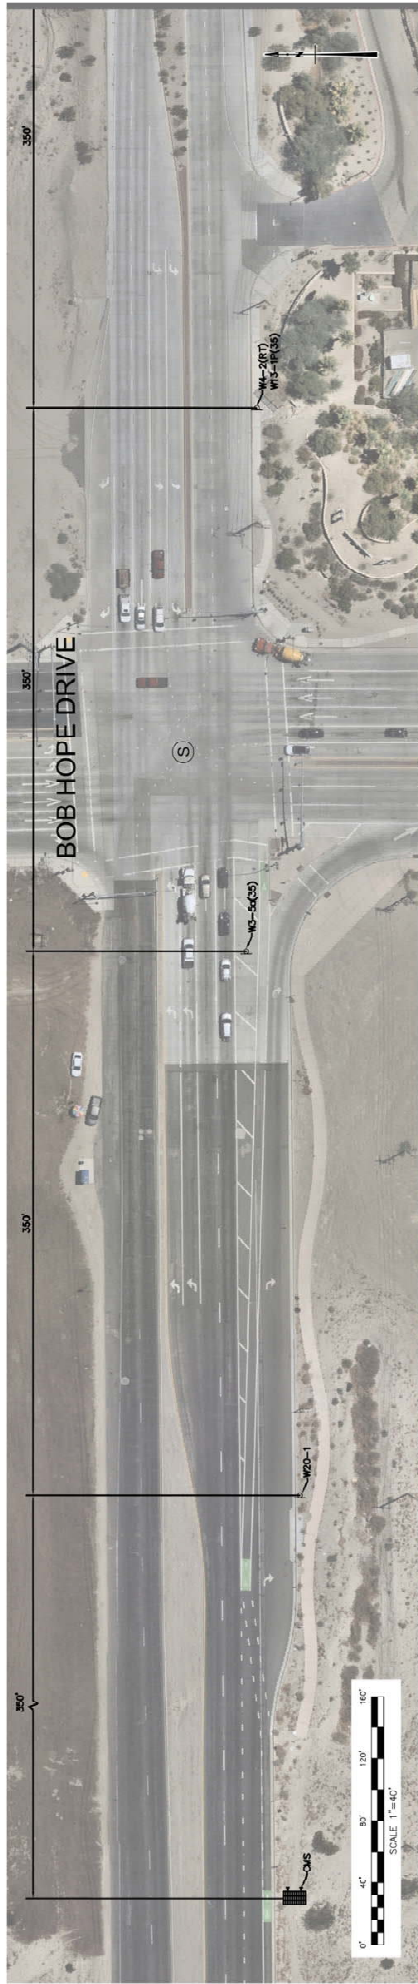 350'
W4-2(RT)
W13-1P(35)
350'
BOB HOPE DRIVE
S
W3-5a(35)
350'
W20-1
350'
CMS
0' 40' 80' 120' 160'
SCALE 1"=40'